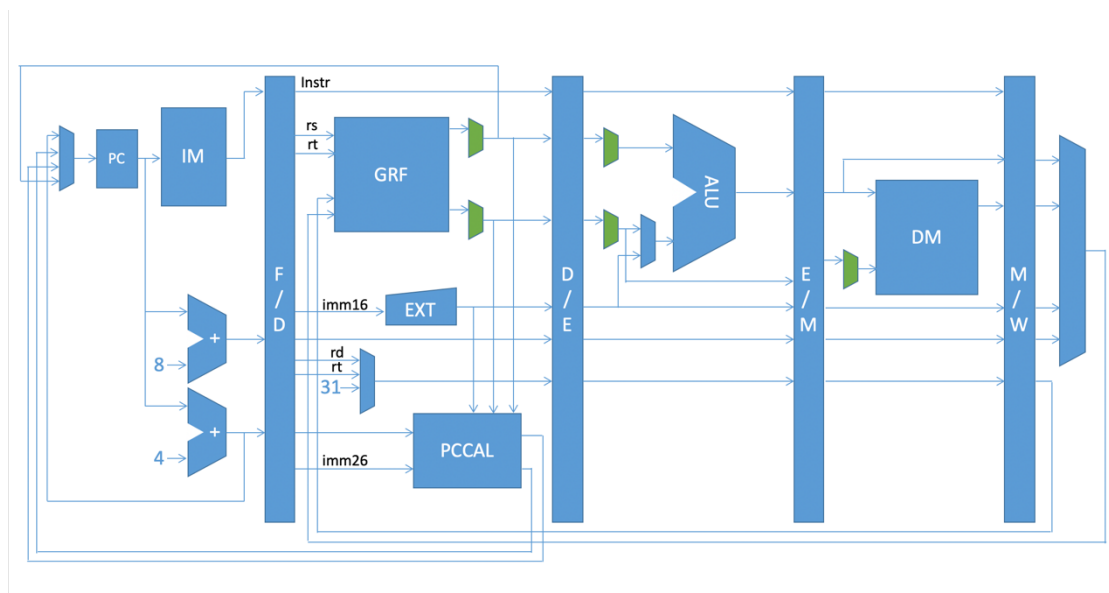 Instr
rs
rt
PC
IM
GRF
ALU
DM
F
/
D
D
/
E
E
/
M
M
/
W
imm16
EXT
+
8
rd
rt
31
+
4
PCCAL
imm26